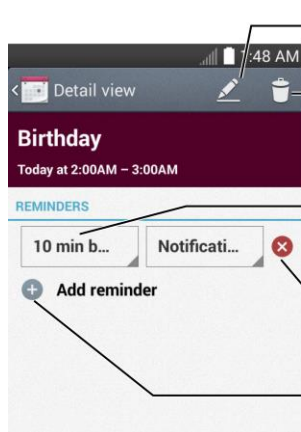 1:48 AM
Detail view
Birthday
Today at 2:00AM – 3:00AM
REMINDERS
10 min b... Notificati...
Add reminder